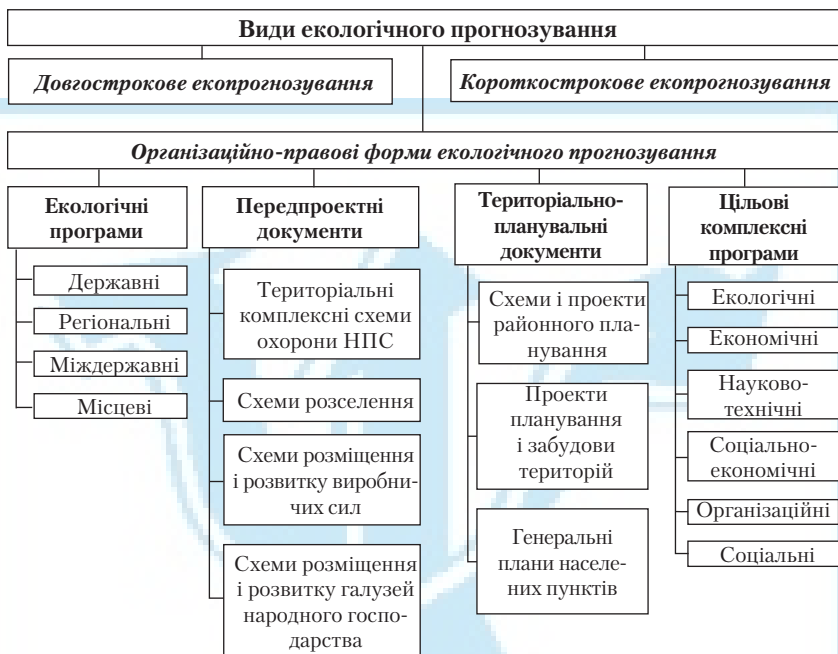 Види екологічного прогнозування
Довгострокове екопрогнозування
Короткострокове екопрогнозування
Організаційно-правові форми екологічного прогнозування
Екологічні
програми
Державні
Регіональні
Міждержавні
Місцеві
Передпроектні
документи
Територіальні
комплексні схеми
охорони НПС
Схеми розселення
Схеми розміщення
і розвитку виробни-
чих сил
Схеми розміщення
і розвитку галузей
народного госпо-
дарства
Територіально-
планувальні
документи
Схеми і проекти
районного пла-
нування
Проекти
планування
і забудови
територій
Генеральні
плани населе-
них пунктів
Цільові
комплексні
програми
Екологічні
Економічні
Науково-
технічні
Соціально-
економічні
Організаційні
Соціальні